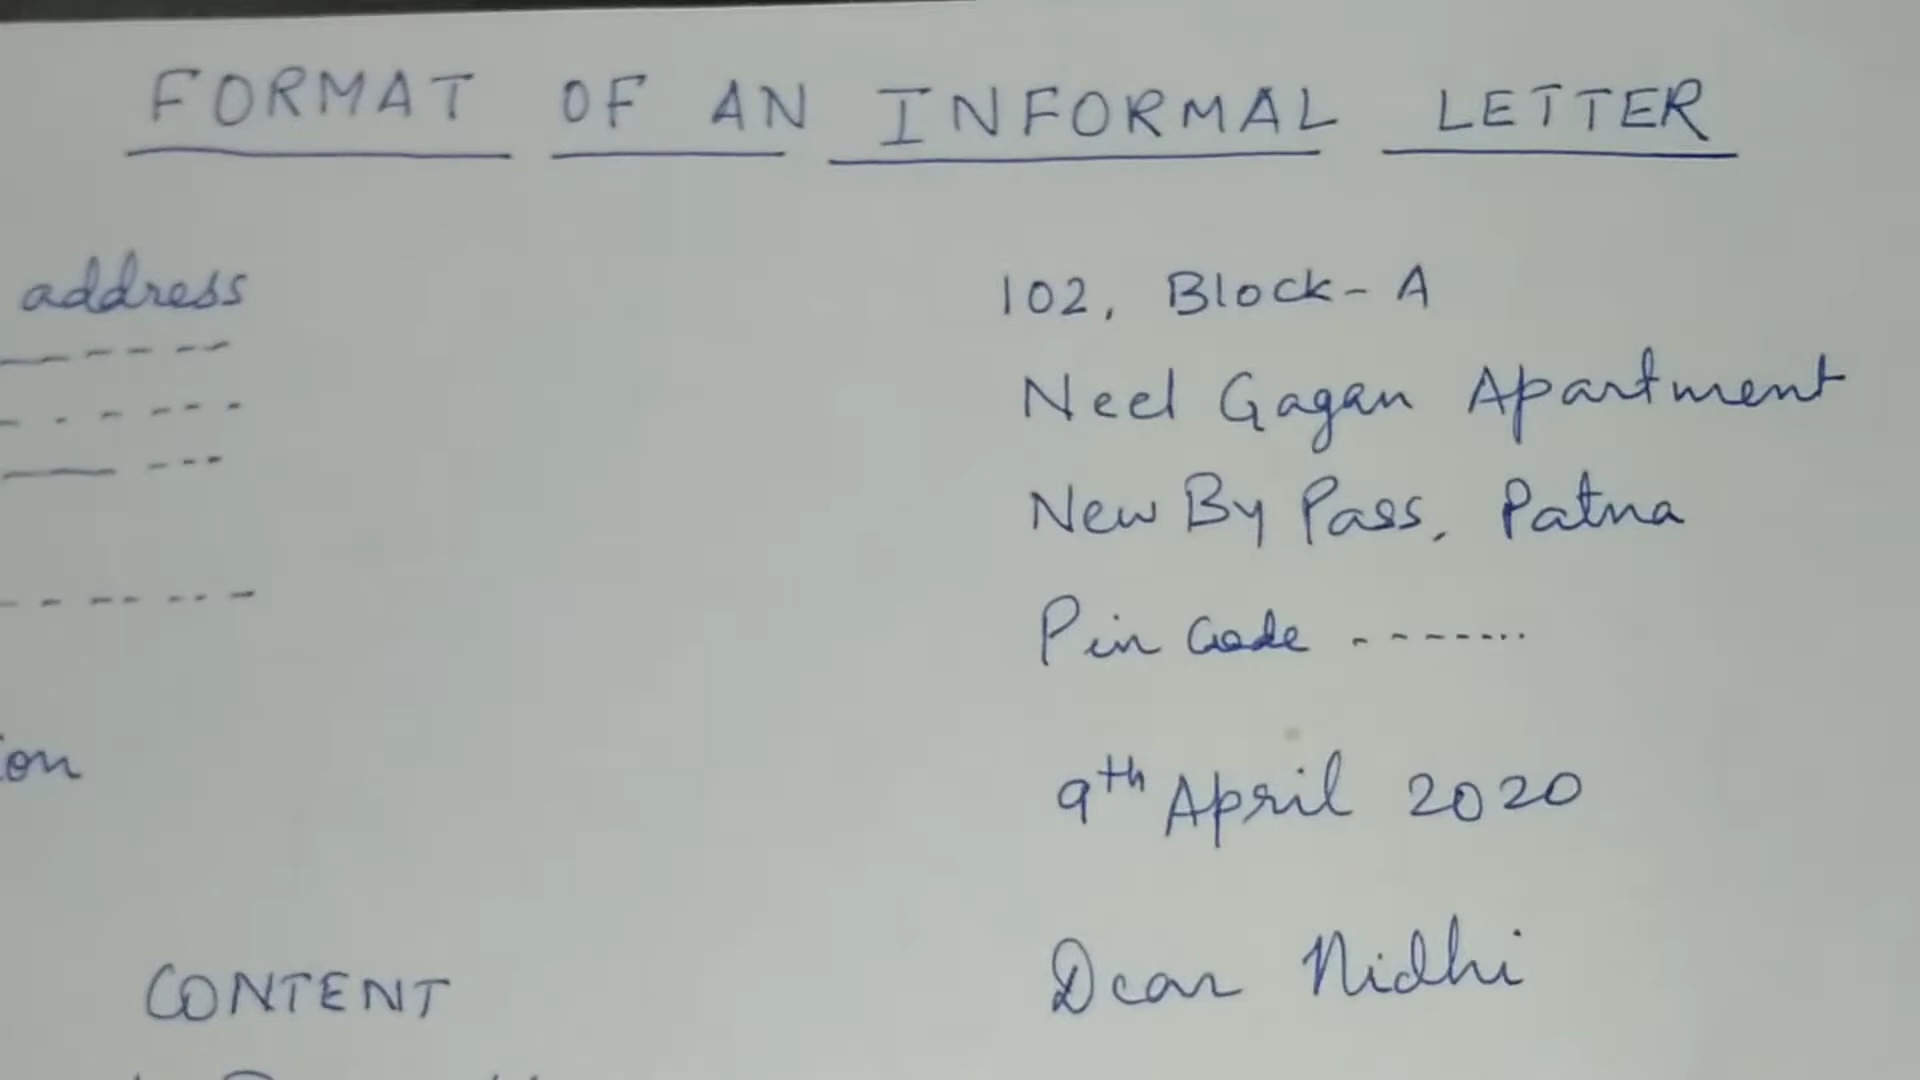 FORMAT OF AN INFORMAL LETTER
address
102, Block-A
Neel Gagan Apartment
New By Pass, Patna
Pin Code --------
9th April 2020
Dear Nidhi
CONTENT